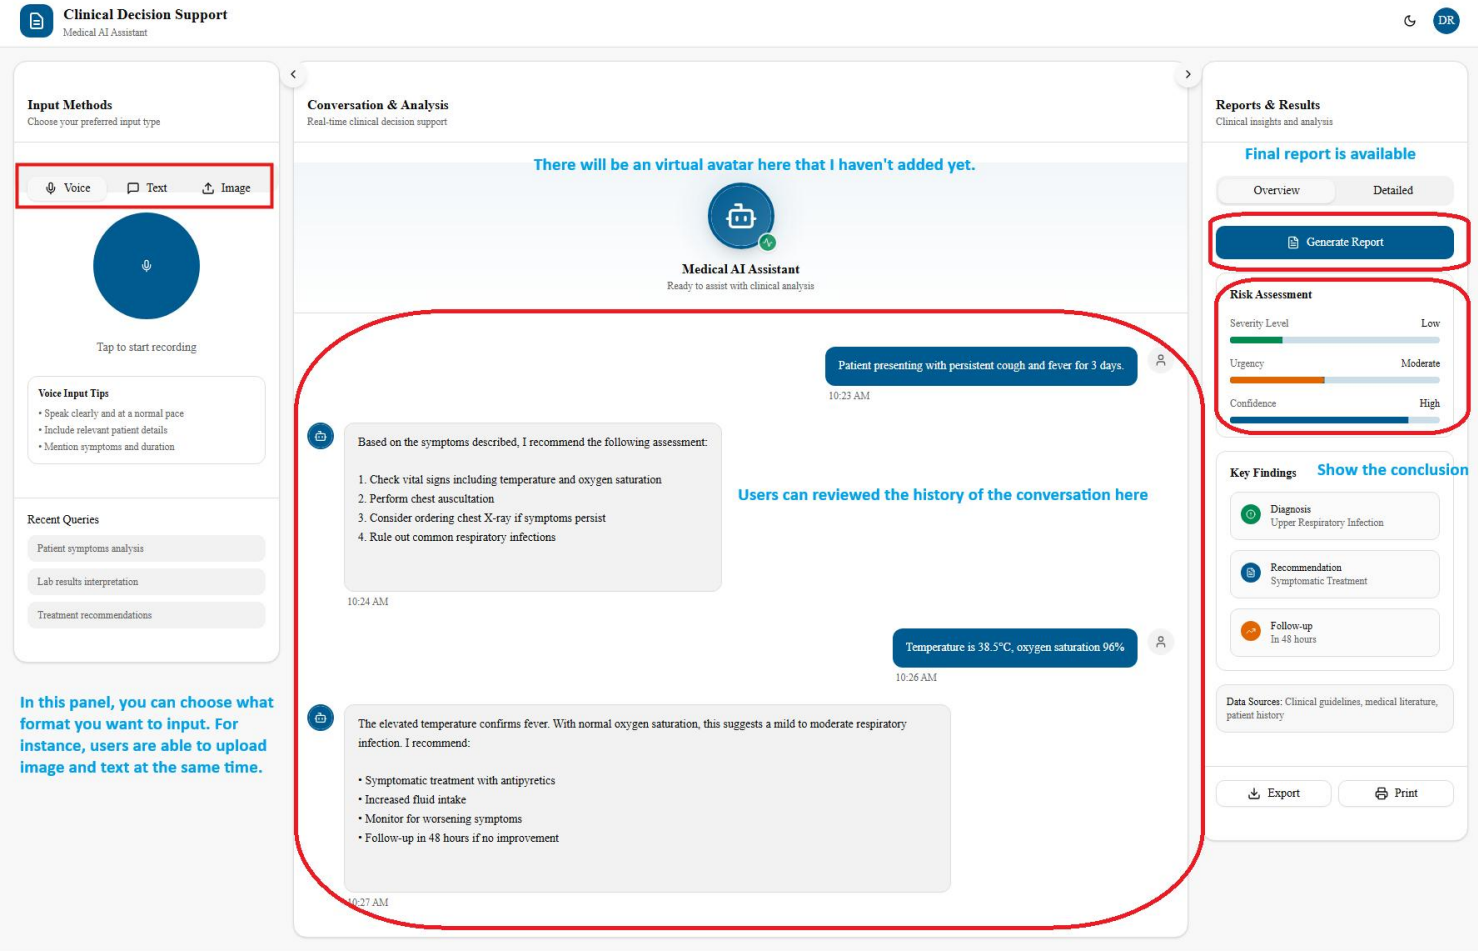 Clinical Decision Support
Medical AI Assistant
DR
Input Methods
Choose your preferred input type
Voice
Text
Image
Tap to start recording
Voice Input Tips
• Speak clearly and at a normal pace
• Include relevant patient details
• Mention symptoms and duration
Recent Queries
Patient symptoms analysis
Lab results interpretation
Treatment recommendations
In this panel, you can choose what
format you want to input. For
instance, users are able to upload
image and text at the same time.
Conversation & Analysis
Real-time clinical decision support
There will be an virtual avatar here that I haven't added yet.
Medical AI Assistant
Ready to assist with clinical analysis
Patient presenting with persistent cough and fever for 3 days.
10:23 AM
Based on the symptoms described, I recommend the following assessment:
1. Check vital signs including temperature and oxygen saturation
2. Perform chest auscultation
3. Consider ordering chest X-ray if symptoms persist
4. Rule out common respiratory infections
10:24 AM
Users can reviewed the history of the conversation here
Temperature is 38.5°C, oxygen saturation 96%
10:26 AM
The elevated temperature confirms fever. With normal oxygen saturation, this suggests a mild to moderate respiratory
infection. I recommend:
• Symptomatic treatment with antipyretics
• Increased fluid intake
• Monitor for worsening symptoms
• Follow-up in 48 hours if no improvement
10:27 AM
Reports & Results
Clinical insights and analysis
Final report is available
Overview
Detailed
Generate Report
Risk Assessment
Severity Level Low
Urgency Moderate
Confidence High
Key Findings
Show the conclusion
Diagnosis
Upper Respiratory Infection
Recommendation
Symptomatic Treatment
Follow-up
In 48 hours
Data Sources: Clinical guidelines, medical literature,
patient history
Export
Print